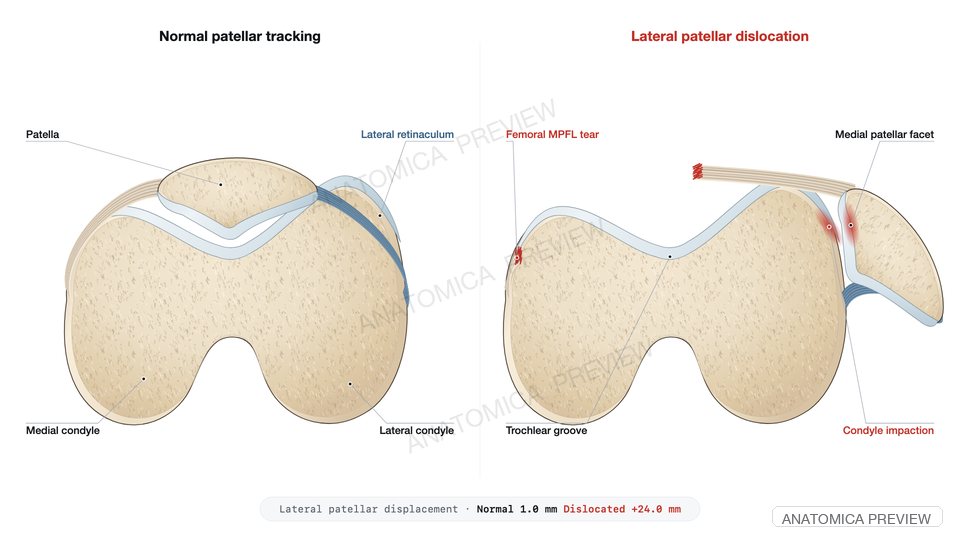 Normal patellar tracking
Lateral patellar dislocation
Patella
Lateral retinaculum
Femoral MPFL tear
Medial patellar facet
ANATOMICA PREVIEW
ANATOMICA PREVIEW
ANATOMICA PREVIEW
Medial condyle
Lateral condyle
Trochlear groove
Condyle impaction
Lateral patellar displacement · Normal 1.0 mm Dislocated +24.0 mm
ANATOMICA PREVIEW